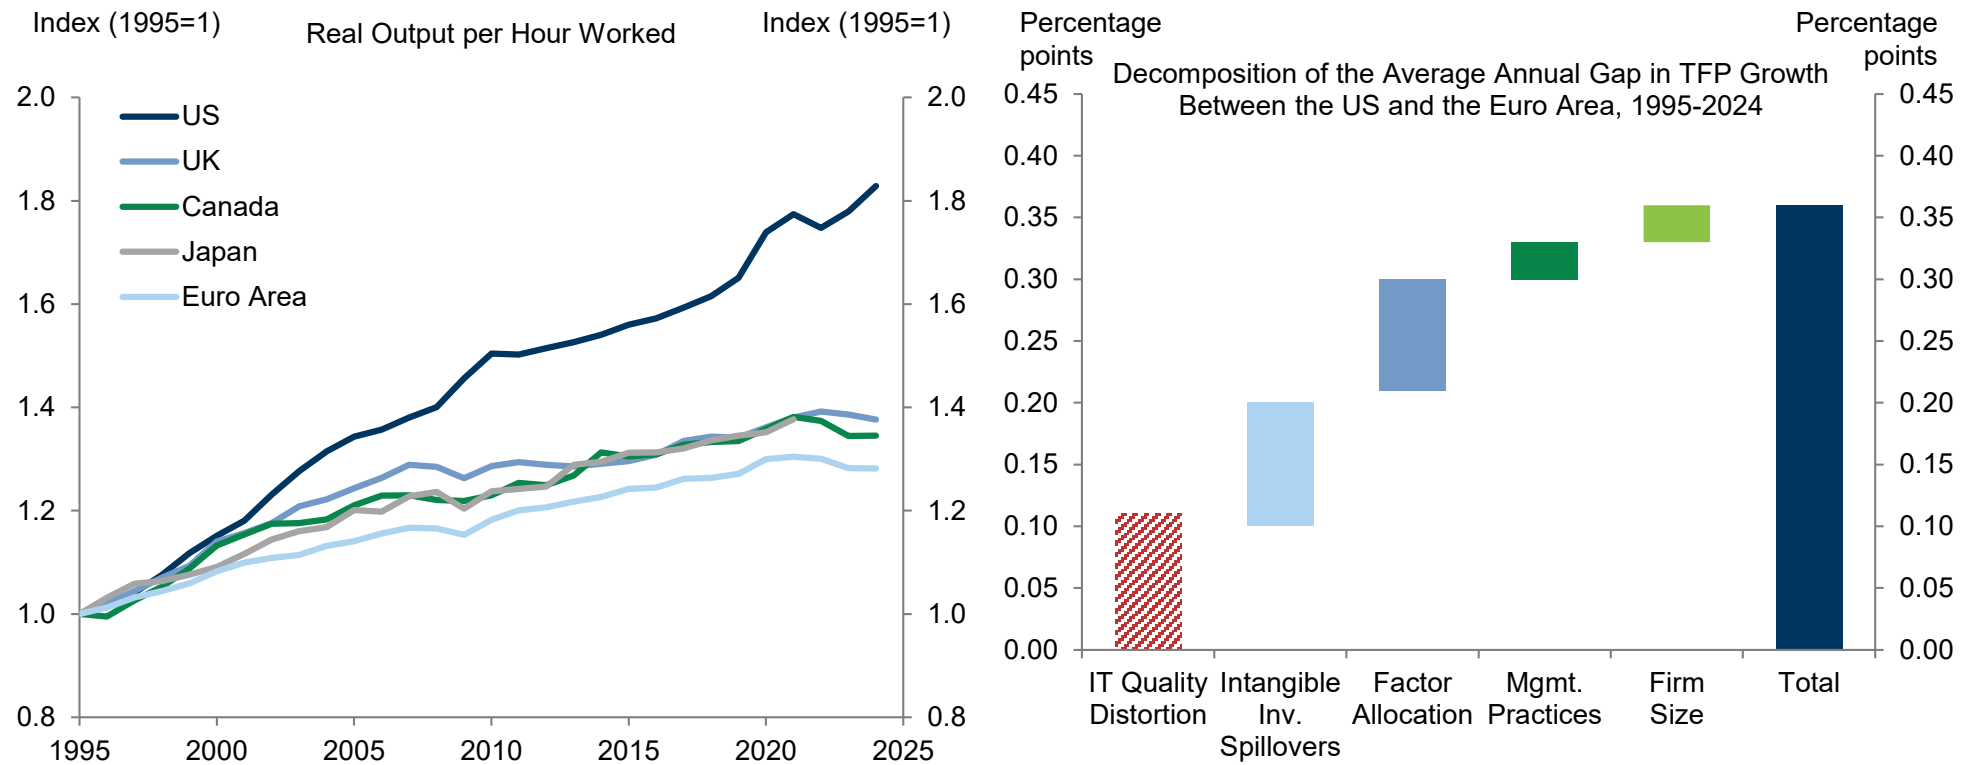 Index (1995=1)
Real Output per Hour Worked
Index (1995=1)
2.0
1.8
1.6
1.4
1.2
1.0
0.8
US
UK
Canada
Japan
Euro Area
2.0
1.8
1.6
1.4
1.2
1.0
0.8
1995
2000
2005
2010
2015
2020
2025
Percentage
points
Percentage
points
Decomposition of the Average Annual Gap in TFP Growth
Between the US and the Euro Area, 1995-2024
0.45
0.40
0.35
0.30
0.25
0.20
0.15
0.10
0.05
0.00
0.45
0.40
0.35
0.30
0.25
0.20
0.15
0.10
0.05
0.00
IT Quality
Distortion
Intangible
Inv.
Spillovers
Factor
Allocation
Mgmt.
Practices
Firm
Size
Total